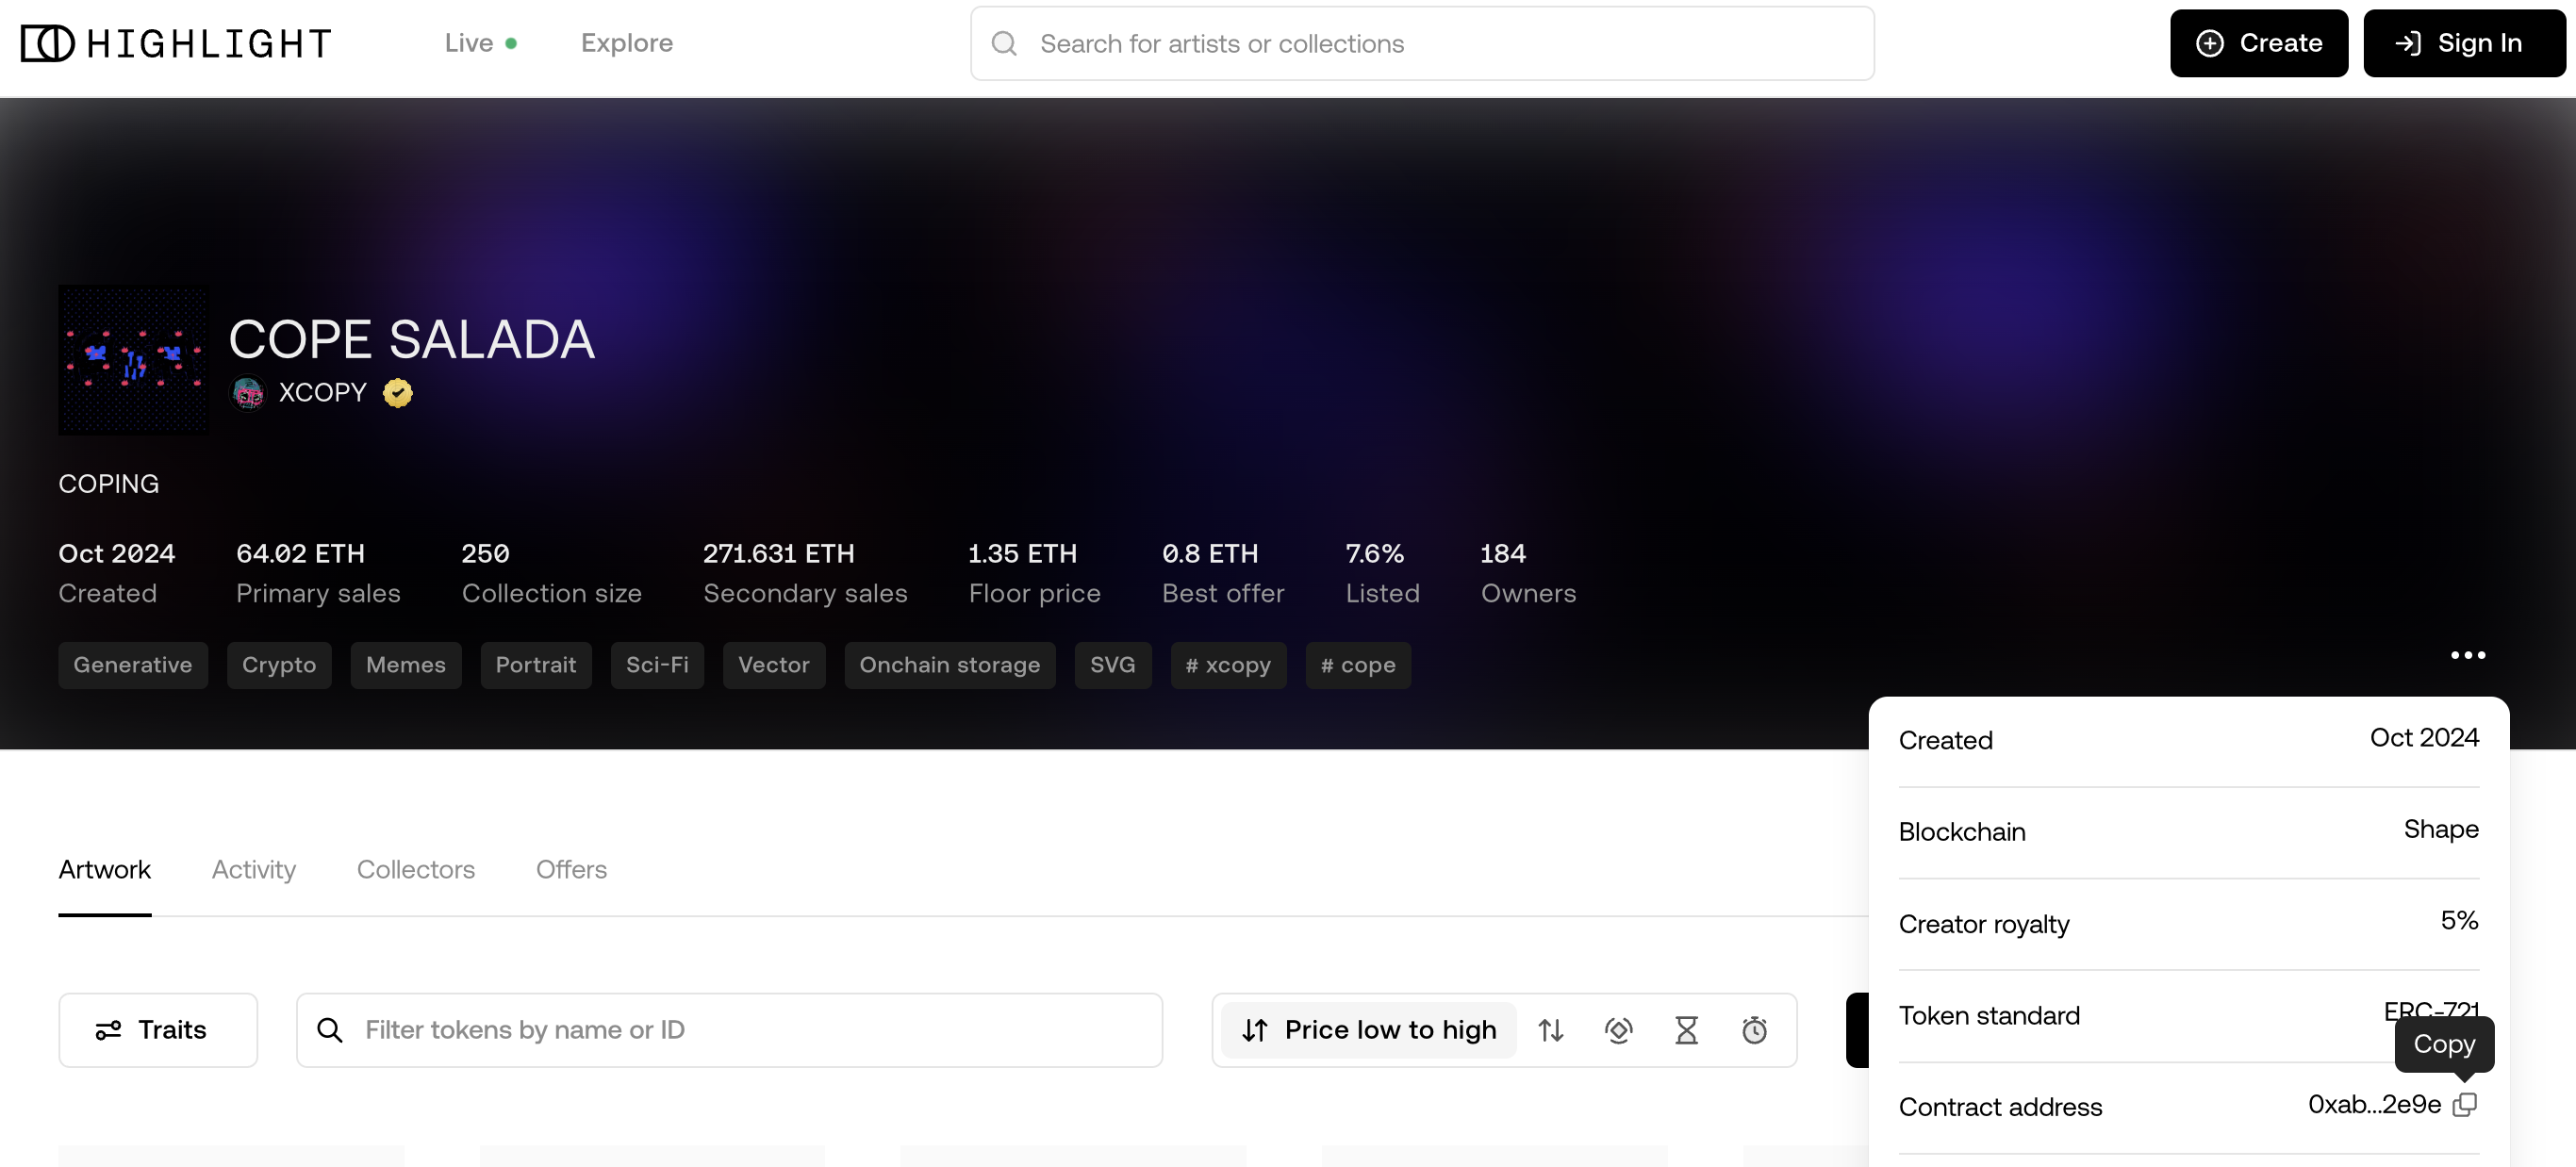 HIGHLIGHT
Live
Explore
Search for artists or collections
Create
Sign In
COPE SALADA
XCOPY
COPING
Oct 2024
Created
64.02 ETH
Primary sales
250
Collection size
271.631 ETH
Secondary sales
1.35 ETH
Floor price
0.8 ETH
Best offer
7.6%
Listed
184
Owners
Generative
Crypto
Memes
Portrait
Sci-Fi
Vector
Onchain storage
SVG
# xcopy
# cope
Created
Oct 2024
Blockchain
Shape
Creator royalty
5%
Token standard
ERC-721
Copy
Contract address
0xab...2e9e
Artwork
Activity
Collectors
Offers
Traits
Filter tokens by name or ID
Price low to high